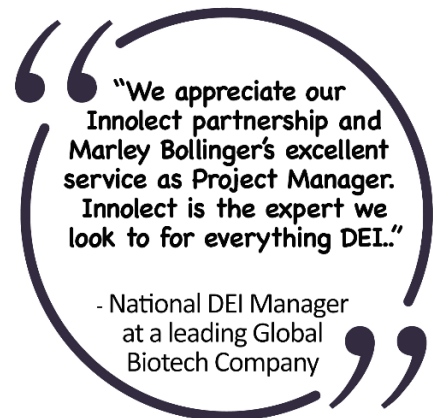 “We appreciate our
Innolect partnership and
Marley Bollinger’s excellent
service as Project Manager.
Innolect is the expert we
look to for everything DEI..”
- National DEI Manager
at a leading Global
Biotech Company